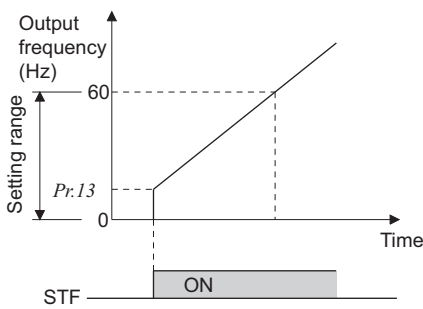 Output
frequency
(Hz)
60
Setting range
Pr.13
0
Time
ON
STF